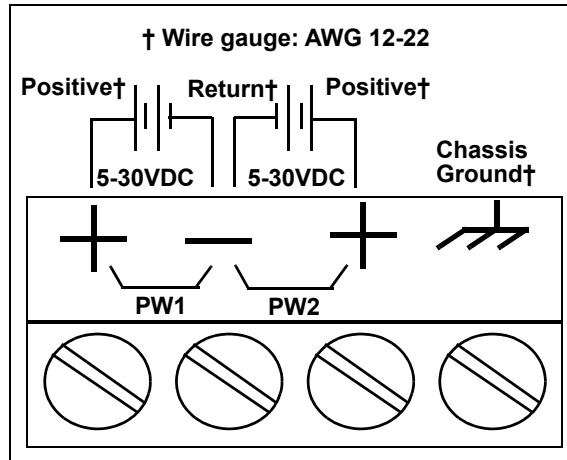 † Wire gauge: AWG 12-22
Positive† Return† Positive†
5-30VDC 5-30VDC
Chassis
Ground†
PW1 PW2